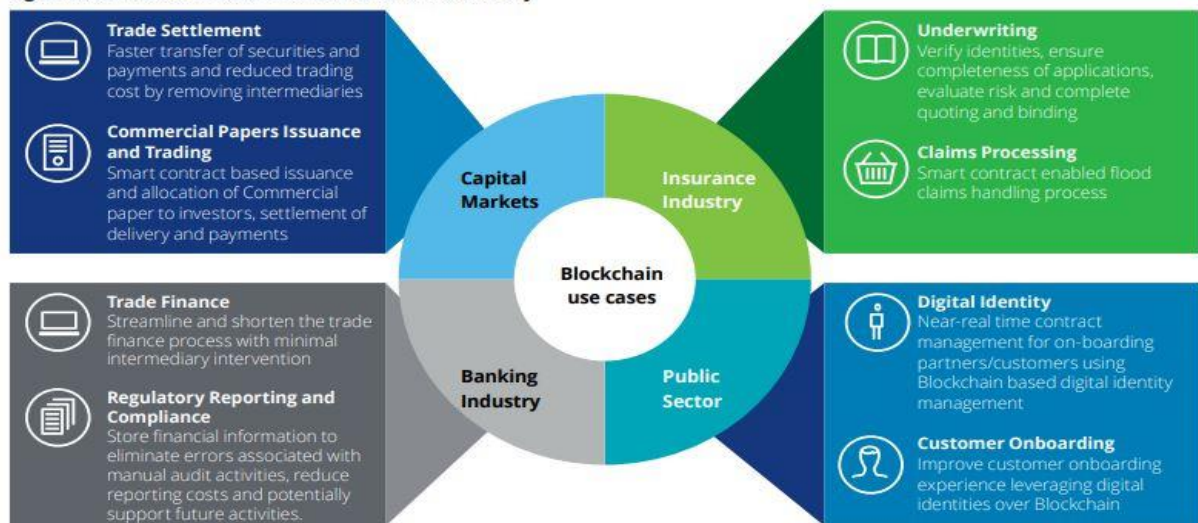 Trade Settlement
Faster transfer of securities and
payments and reduced trading
cost by removing intermediaries
Commercial Papers Issuance
and Trading
Smart contract based issuance
and allocation of Commercial
paper to investors, settlement of
delivery and payments
Underwriting
Verify identities, ensure
completeness of applications,
evaluate risk and complete
quoting and binding
Claims Processing
Smart contract enabled flood
claims handling process
Capital
Markets
Insurance
Industry
Blockchain
use cases
Banking
Industry
Public
Sector
Trade Finance
Streamline and shorten the trade
finance process with minimal
intermediary intervention
Regulatory Reporting and
Compliance
Store financial information to
eliminate errors associated with
manual audit activities, reduce
reporting costs and potentially
support future activities.
Digital Identity
Near-real time contract
management for on-boarding
partners/customers using
Blockchain based digital identity
management
Customer Onboarding
Improve customer onboarding
experience leveraging digital
identities over Blockchain